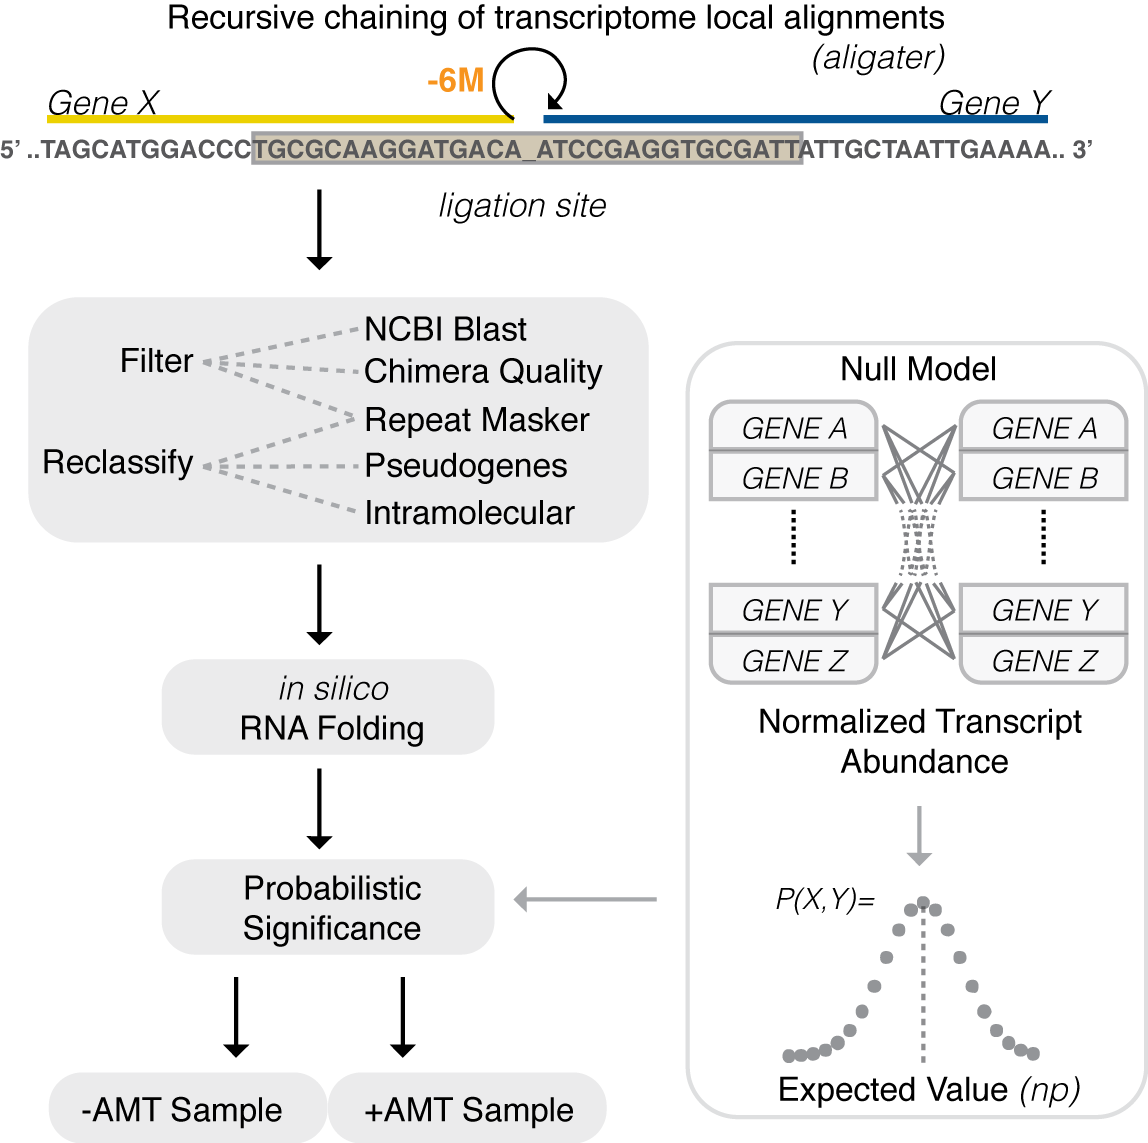 Recursive chaining of transcriptome local alignments
(aligater)
-6M
Gene X
Gene Y
5’ ..TAGCATGGACCCTGCGCAAGGATGACA_ATCCGAGGTGCGATTATTGCTAATTGAAAA.. 3’
ligation site
Filter
NCBI Blast
Chimera Quality
Repeat Masker
Reclassify
Pseudogenes
Intramolecular
in silico
RNA Folding
Probabilistic
Significance
-AMT Sample
+AMT Sample
Null Model
GENE A
GENE A
GENE B
GENE B
GENE Y
GENE Y
GENE Z
GENE Z
Normalized Transcript
Abundance
P(X,Y)=
Expected Value (np)